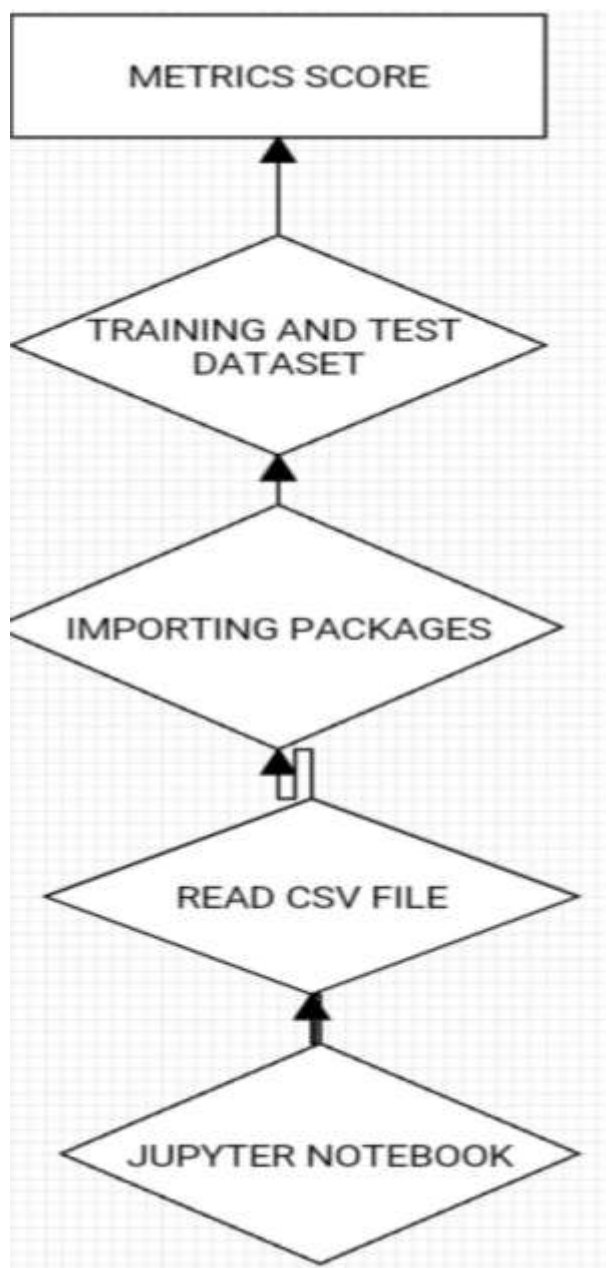 METRICS SCORE
TRAINING AND TEST
DATASET
IMPORTING PACKAGES
READ CSV FILE
JUPYTER NOTEBOOK